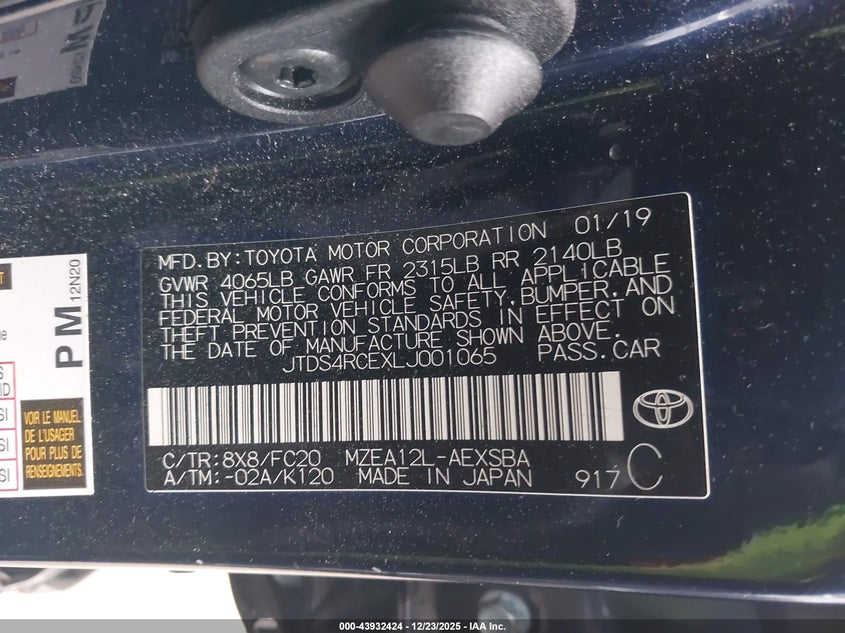 MFD.BY:TOYOTA MOTOR CORPORATION 01/19
GVWR 4065LB GAWR FR 2315LB RR 2140LB
THIS VEHICLE CONFORMS TO ALL APPLICABLE
FEDERAL MOTOR VEHICLE SAFETY,BUMPER,AND
THEFT PREVENTION STANDARDS IN EFFECT ON
THE DATE OF MANUFACTURE SHOWN ABOVE.
JTDS4RCEXLJ001065 PASS.CAR
C/TR:8X8/FC20 MZEA12L-AEXSBA
A/TM:-02A/K120 MADE IN JAPAN 917 C
PM 12N20
VOIR LE MANUEL
DE L'USAGER
POUR PLUS DE
RENSEIGNEMENTS
000-43932424 - 12/23/2025 - IAA Inc.